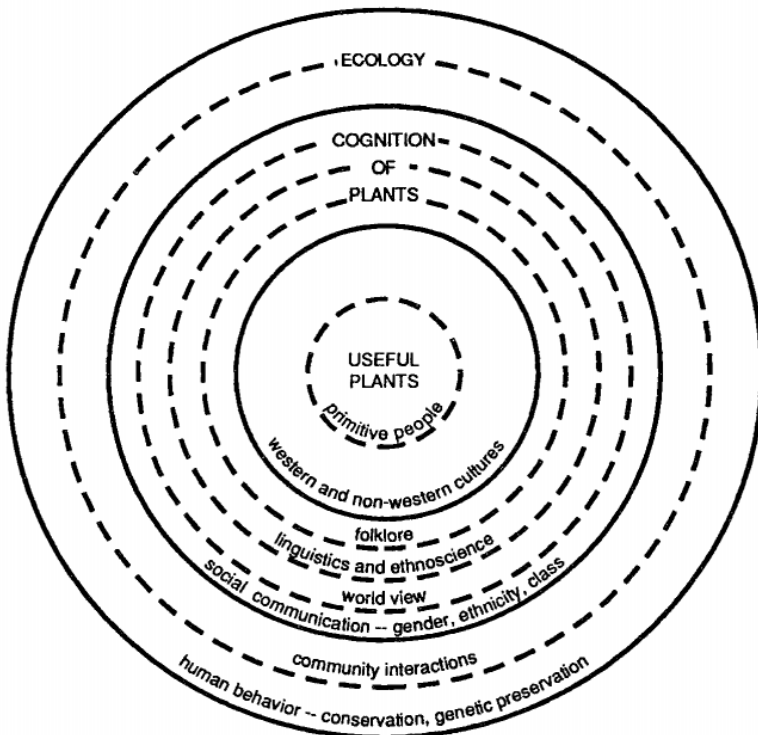 ECOLOGY
COGNITION
OF
PLANTS
USEFUL
PLANTS
primitive people
western and non-western cultures
folklore
linguistics and ethnoscience
world view
social communication -- gender, ethnicity, class
community interactions
human behavior -- conservation, genetic preservation